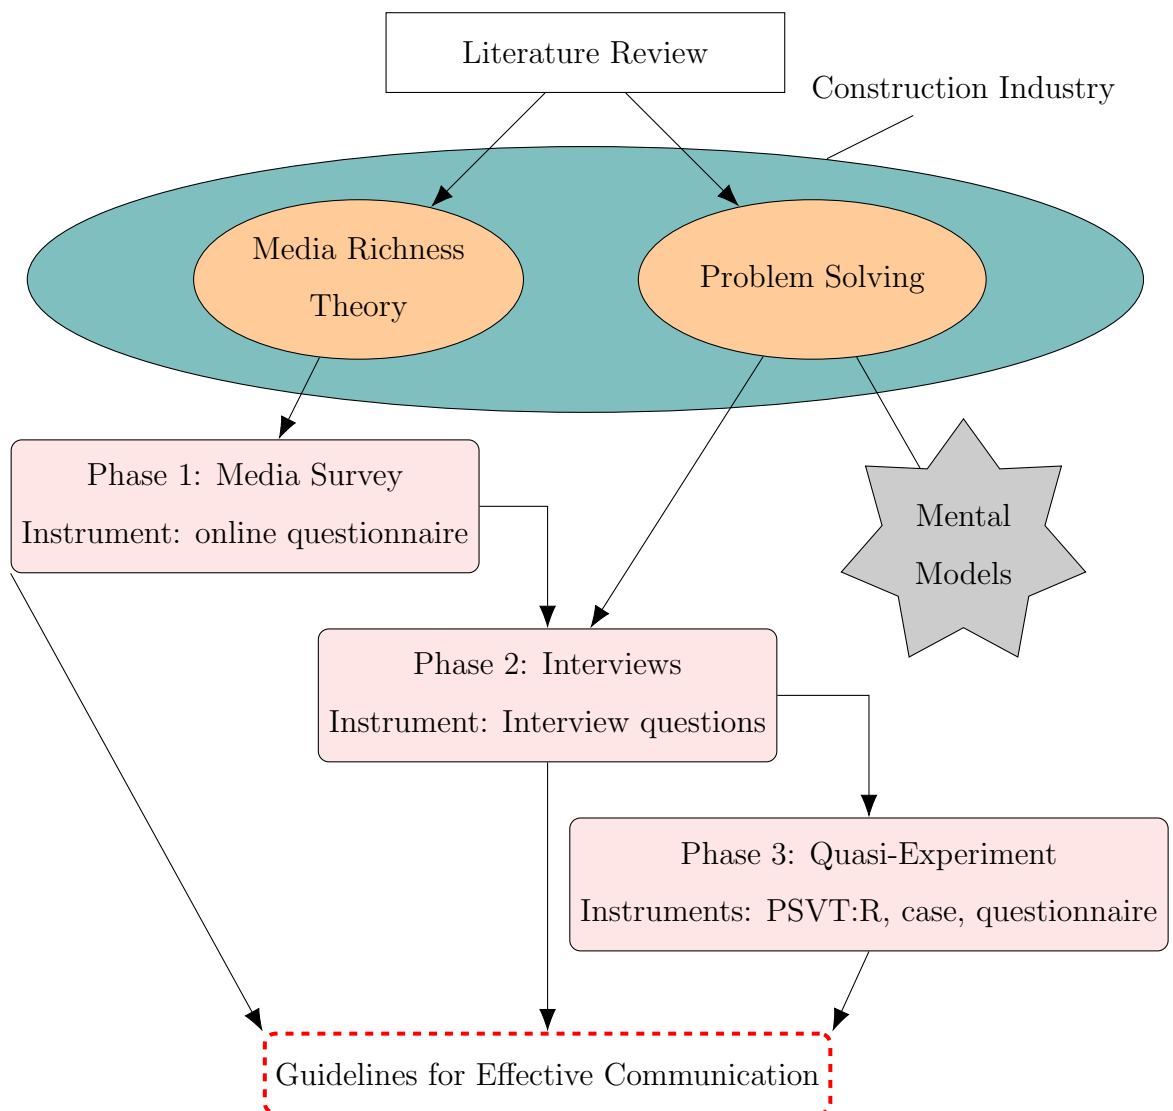 Literature Review
Construction Industry
Media Richness
Theory
Problem Solving
Phase 1: Media Survey
Instrument: online questionnaire
Mental
Models
Phase 2: Interviews
Instrument: Interview questions
Phase 3: Quasi-Experiment
Instruments: PSVT:R, case, questionnaire
Guidelines for Effective Communication